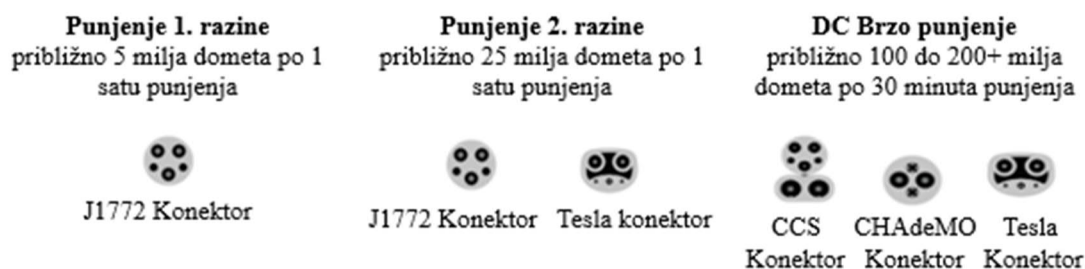 Punjenje 1. razine
približno 5 milja dometa po 1
satu punjenja
J1772 Konektor
Punjenje 2. razine
približno 25 milja dometa po 1
satu punjenja
J1772 Konektor
Tesla konektor
DC Brzo punjenje
približno 100 do 200+ milja
dometa po 30 minuta punjenja
CCS
Konektor
CHAdeMO
Konektor
Tesla
Konektor